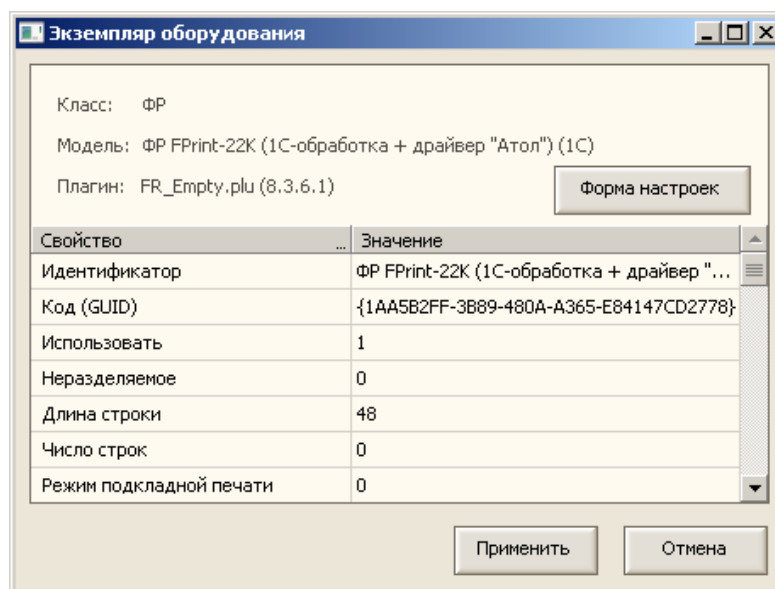 Экземпляр оборудования
Класс: ФР
Модель: ФР FPrint-22К (1С-обработка + драйвер "Атол") (1С)
Плагин: FR_Empty.plu (8.3.6.1)
Форма настроек
Свойство ... Значение
Идентификатор ФР FPrint-22К (1С-обработка + драйвер "...
Код (GUID) {1AA5B2FF-3B89-480A-A365-E84147CD2778}
Использовать 1
Неразделяемое 0
Длина строки 48
Число строк 0
Режим подкладной печати 0
Применить Отмена